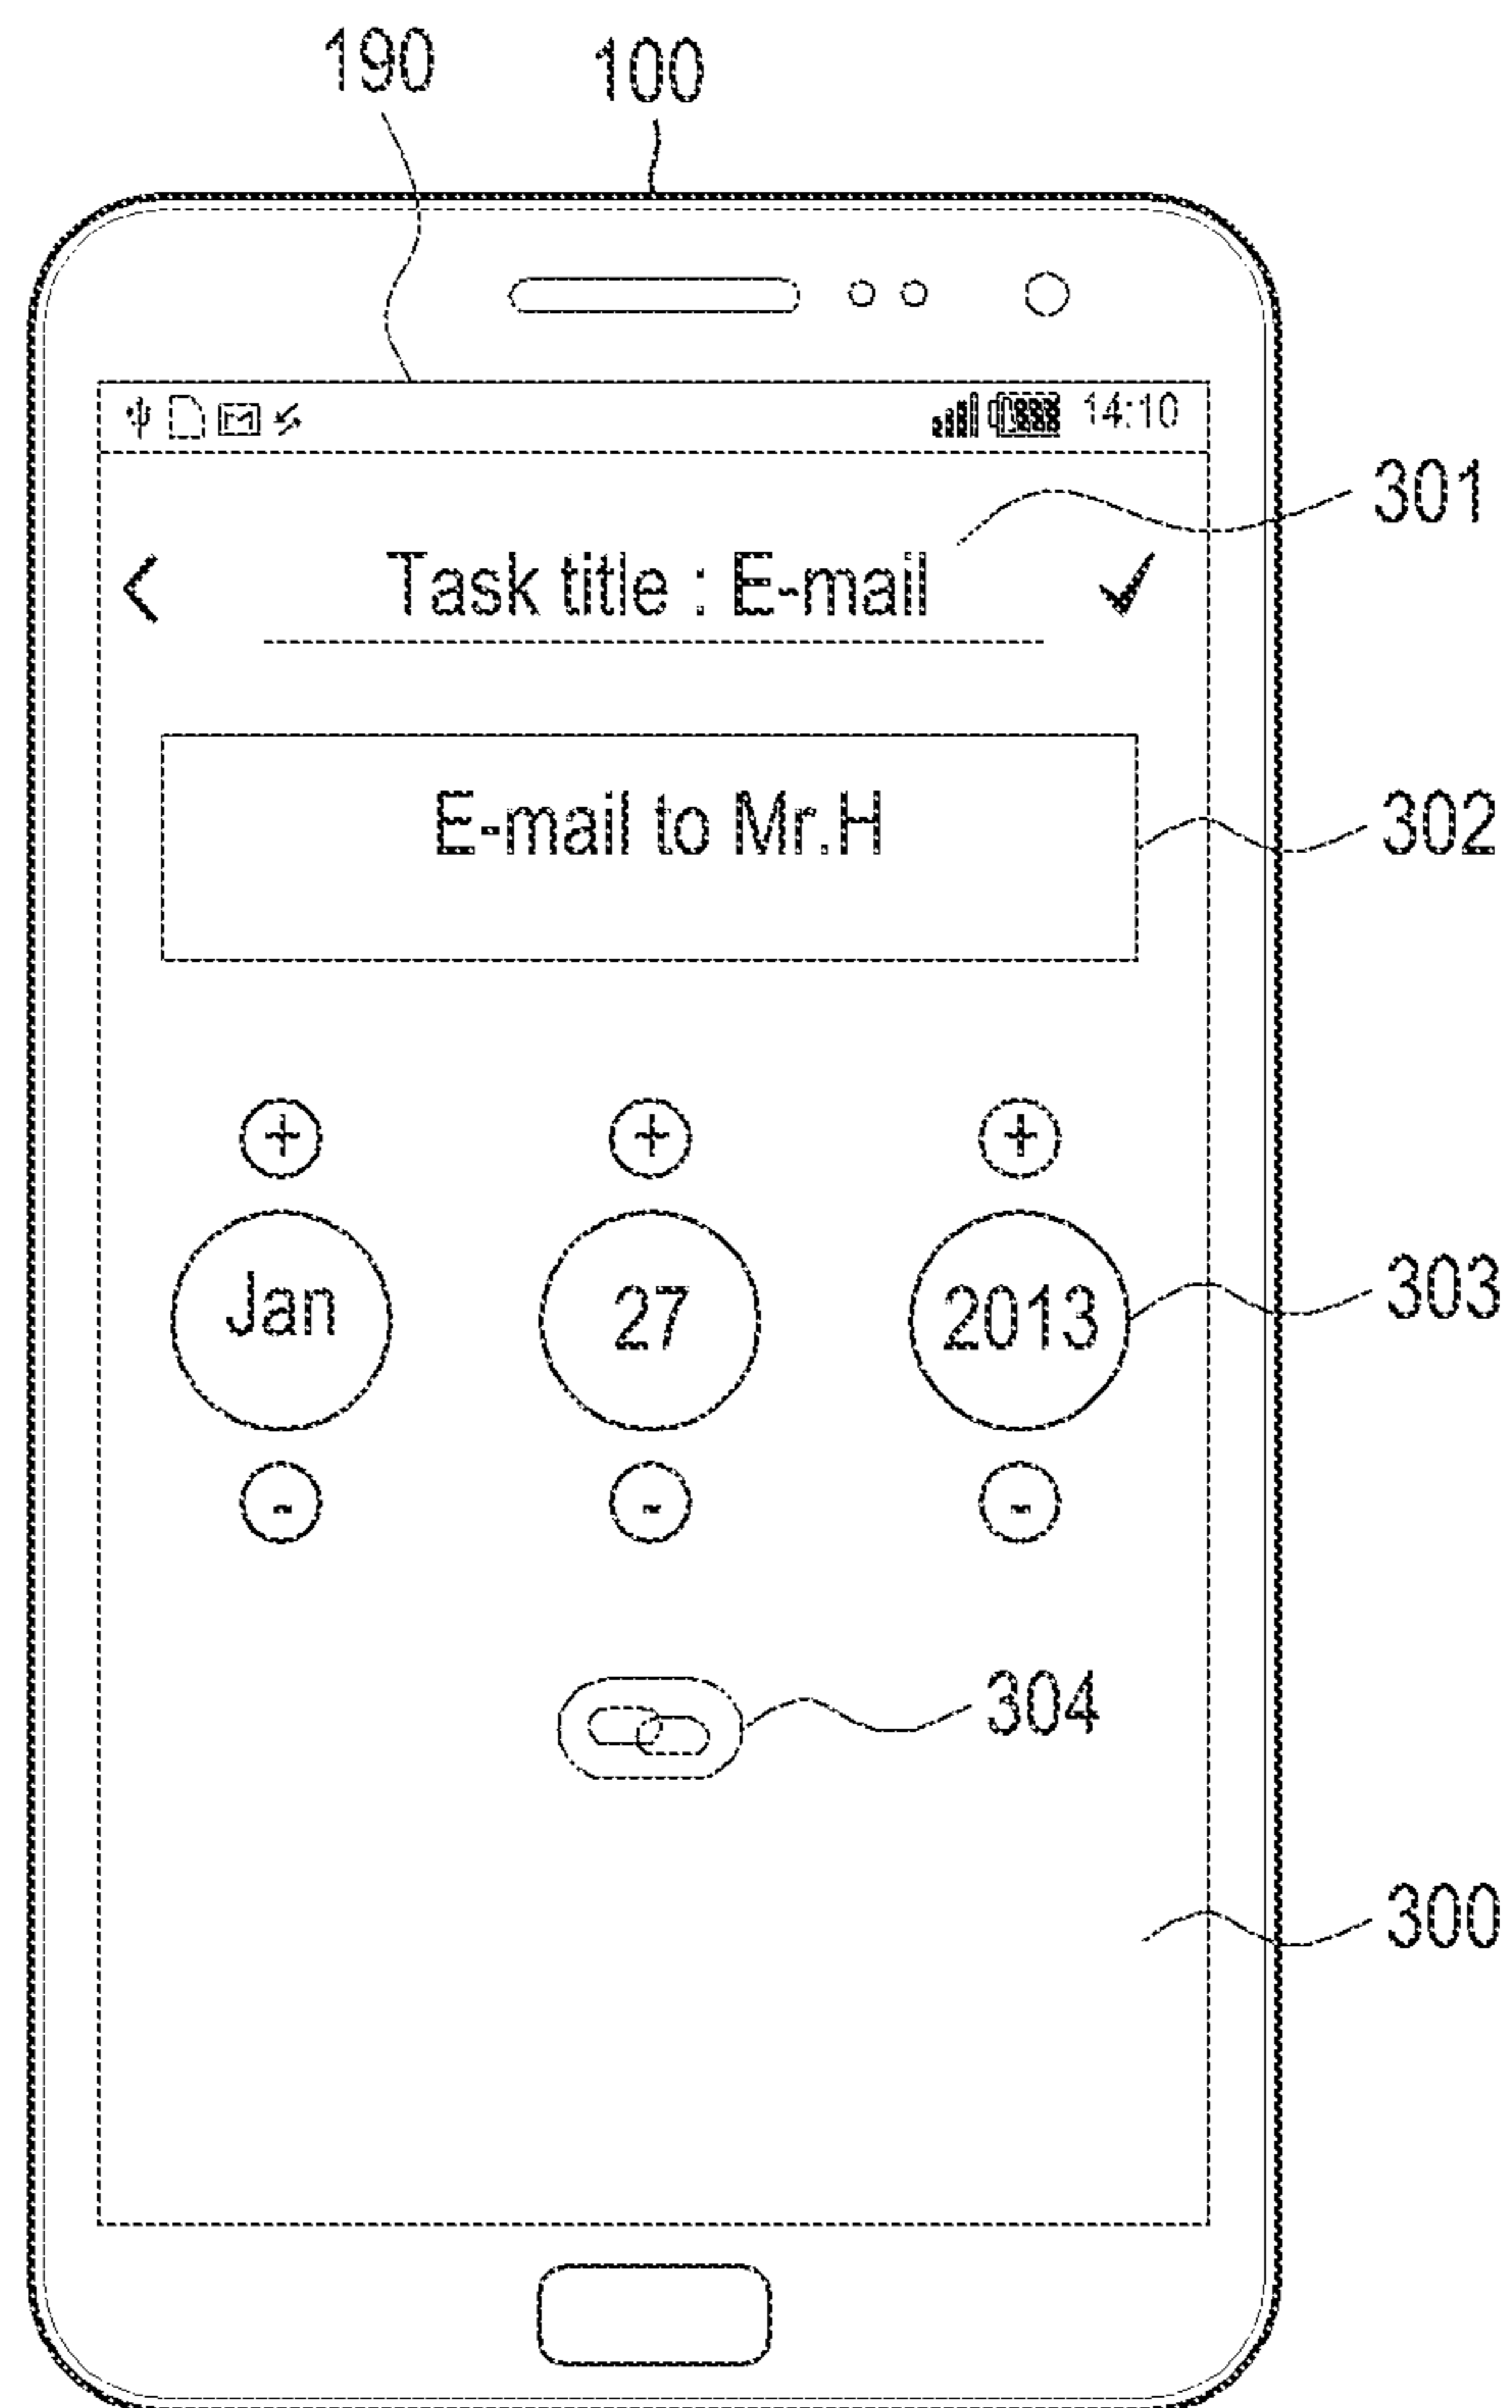 190 100
14:10
301
Task title : E-mail
302
E-mail to Mr.H
+ + +
Jan 27 2013
303
- - -
304
300